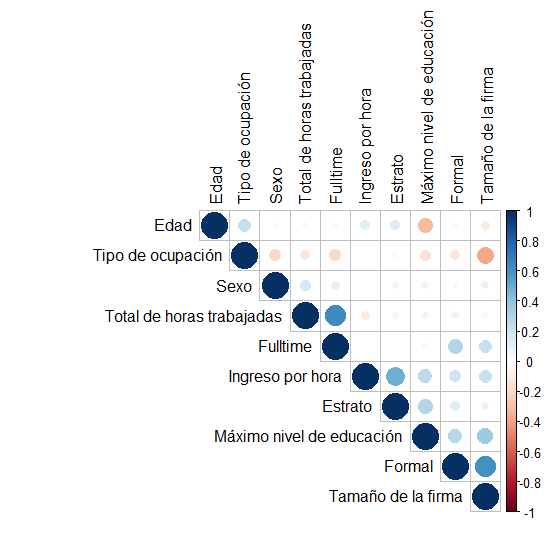 Edad
Tipo de ocupación
Sexo
Total de horas trabajadas
Fulltime
Ingreso por hora
Estrato
Máximo nivel de educación
Formal
Tamaño de la firma
Edad
Tipo de ocupación
Sexo
Total de horas trabajadas
Fulltime
Ingreso por hora
Estrato
Máximo nivel de educación
Formal
Tamaño de la firma
1
0.8
0.6
0.4
0.2
0
-0.2
-0.4
-0.6
-0.8
-1